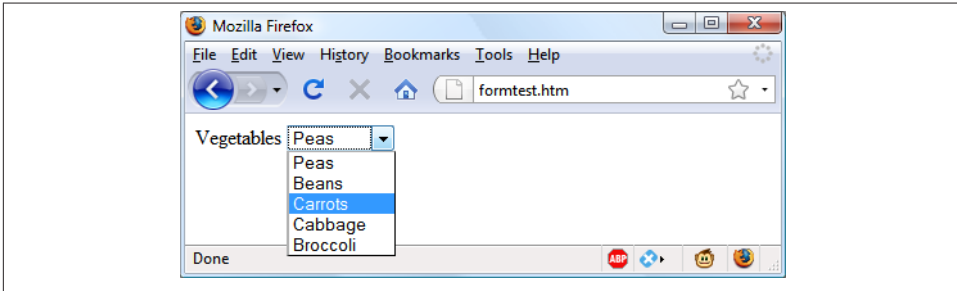 Mozilla Firefox
File Edit View History Bookmarks Tools Help
formtest.htm
Vegetables Peas
Peas
Beans
Carrots
Cabbage
Broccoli
Done
ABP